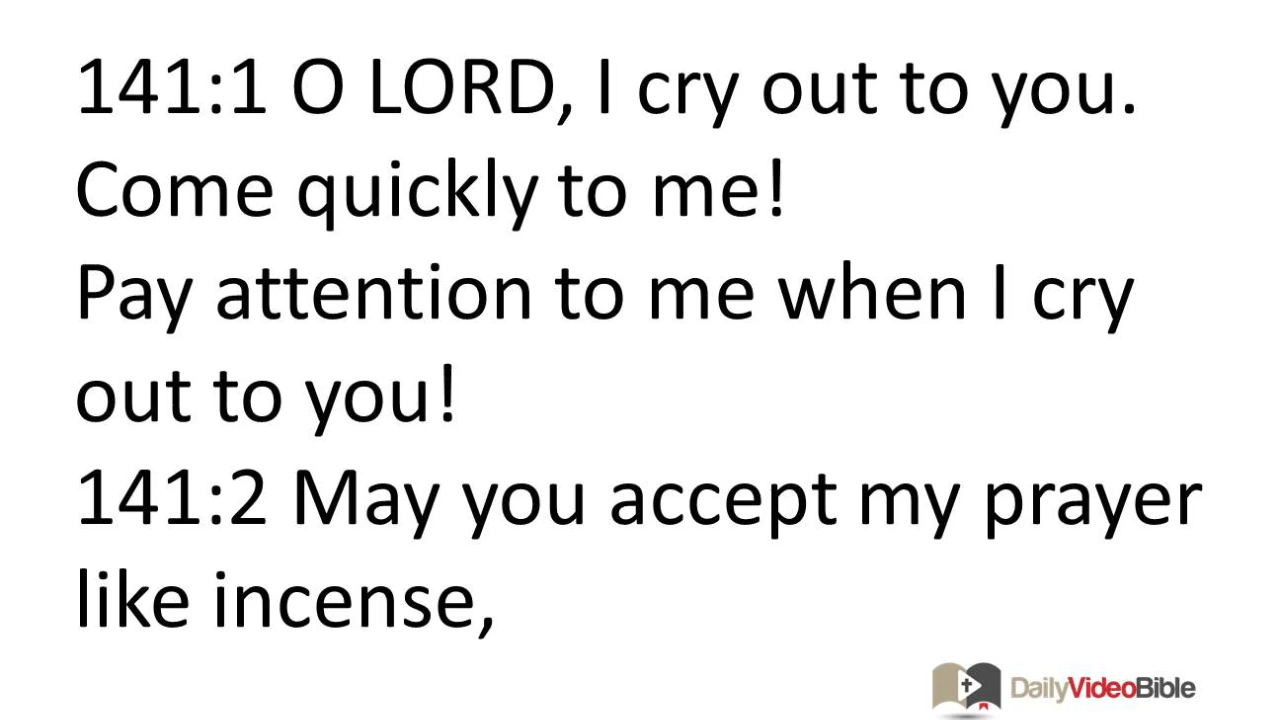 141:1 O LORD, I cry out to you.
Come quickly to me!
Pay attention to me when I cry
out to you!
141:2 May you accept my prayer
like incense,
DailyVideoBible